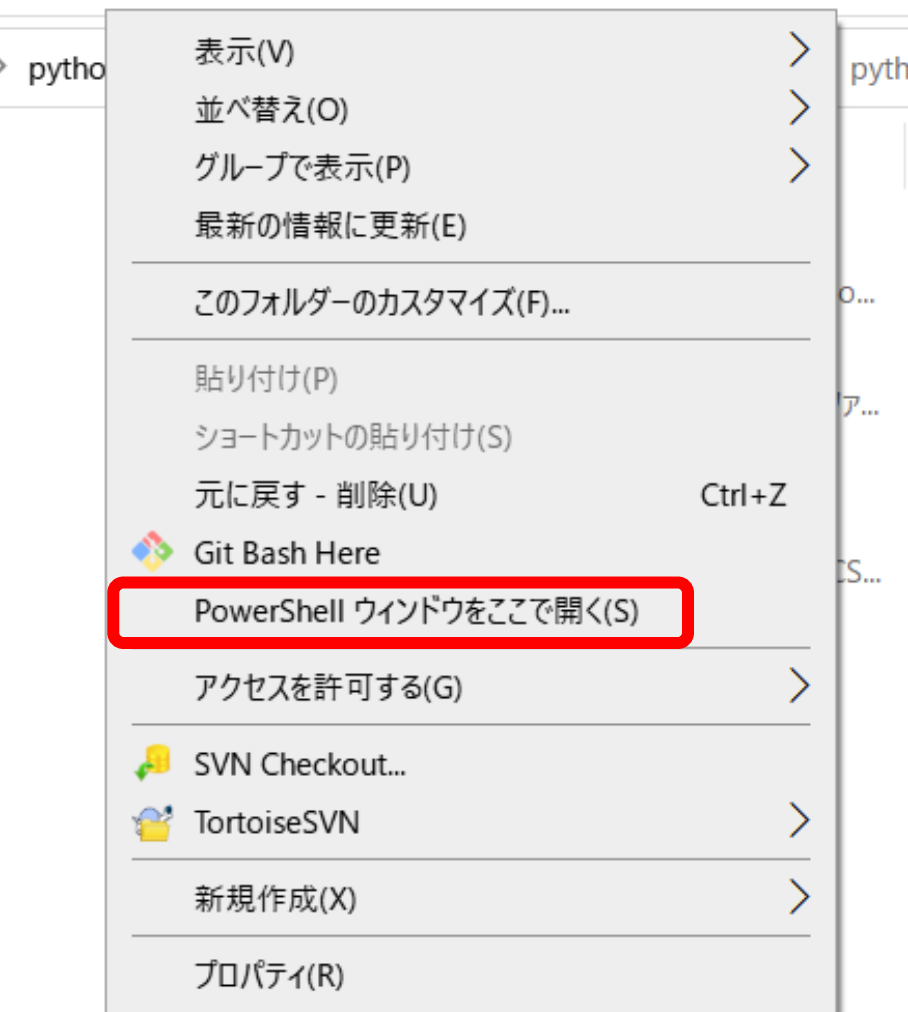 表示(V)
pytho
pyth
並べ替え(O)
グループで表示(P)
最新の情報に更新(E)
このフォルダーのカスタマイズ(F)...
o...
貼り付け(P)
ァ...
ショートカットの貼り付け(S)
元に戻す - 削除(U) Ctrl+Z
Git Bash Here
CS...
PowerShell ウィンドウをここで開く(S)
アクセスを許可する(G)
SVN Checkout...
TortoiseSVN
新規作成(X)
プロパティ(R)